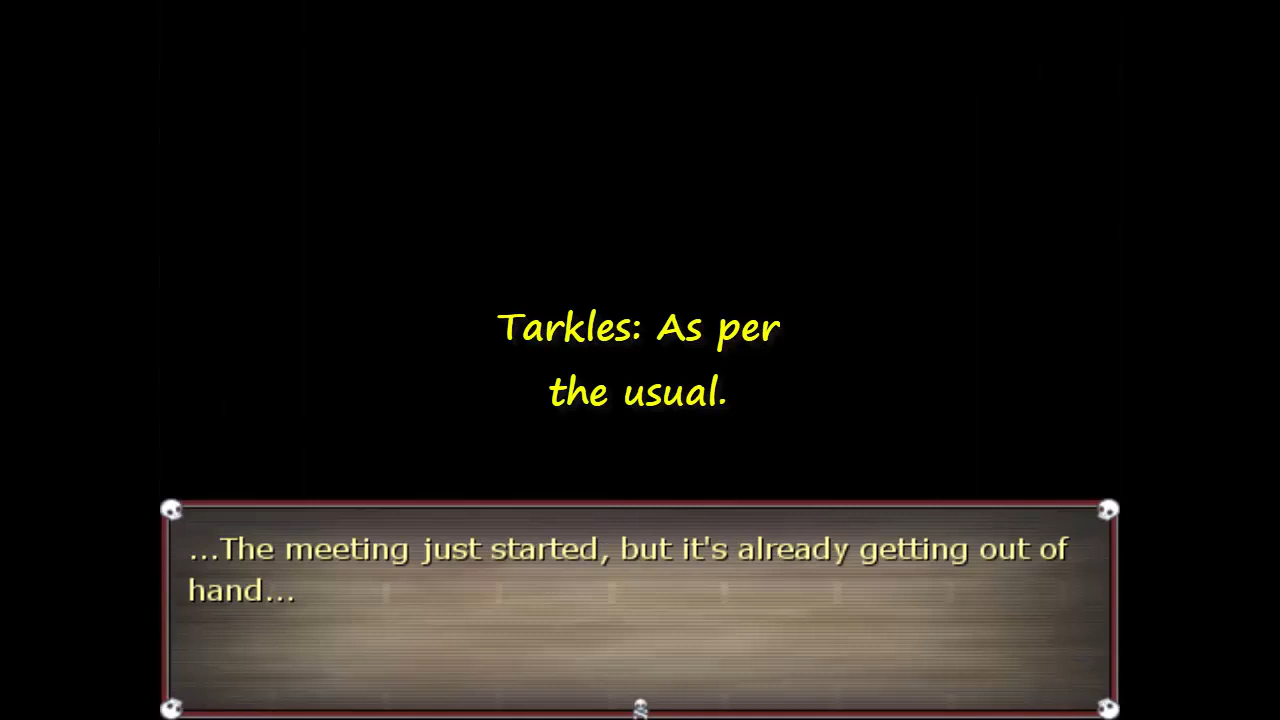 Tarkles: As per
the usual.
...The meeting just started, but it's already getting out of
hand...